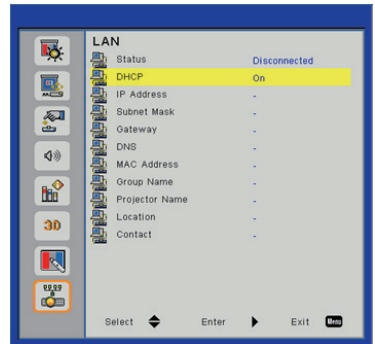 LAN
Status Disconnected
DHCP On
IP Address -
Subnet Mask -
Gateway -
DNS -
MAC Address -
Group Name -
Projector Name -
Location -
Contact -
3D
Select Enter Exit Menu